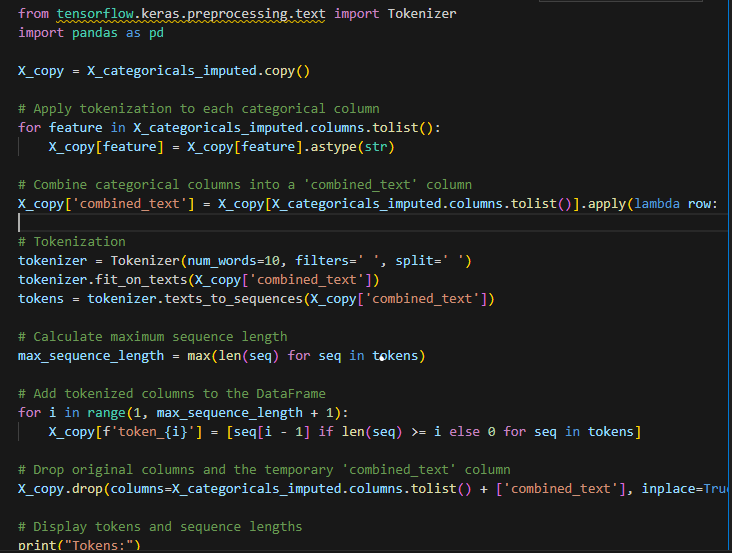 from tensorflow.keras.preprocessing.text import Tokenizer
import pandas as pd
X_copy = X_categoricals_imputed.copy()
# Apply tokenization to each categorical column
for feature in X_categoricals_imputed.columns.tolist():
    X_copy[feature] = X_copy[feature].astype(str)
# Combine categorical columns into a 'combined_text' column
X_copy['combined_text'] = X_copy[X_categoricals_imputed.columns.tolist()].apply(lambda row:
# Tokenization
tokenizer = Tokenizer(num_words=10, filters=' ', split=' ')
tokenizer.fit_on_texts(X_copy['combined_text'])
tokens = tokenizer.texts_to_sequences(X_copy['combined_text'])
# Calculate maximum sequence length
max_sequence_length = max(len(seq) for seq in tokens)
# Add tokenized columns to the DataFrame
for i in range(1, max_sequence_length + 1):
    X_copy[f'token_{i}'] = [seq[i - 1] if len(seq) >= i else 0 for seq in tokens]
# Drop original columns and the temporary 'combined_text' column
X_copy.drop(columns=X_categoricals_imputed.columns.tolist() + ['combined_text'], inplace=Tru
# Display tokens and sequence lengths
print("Tokens:")